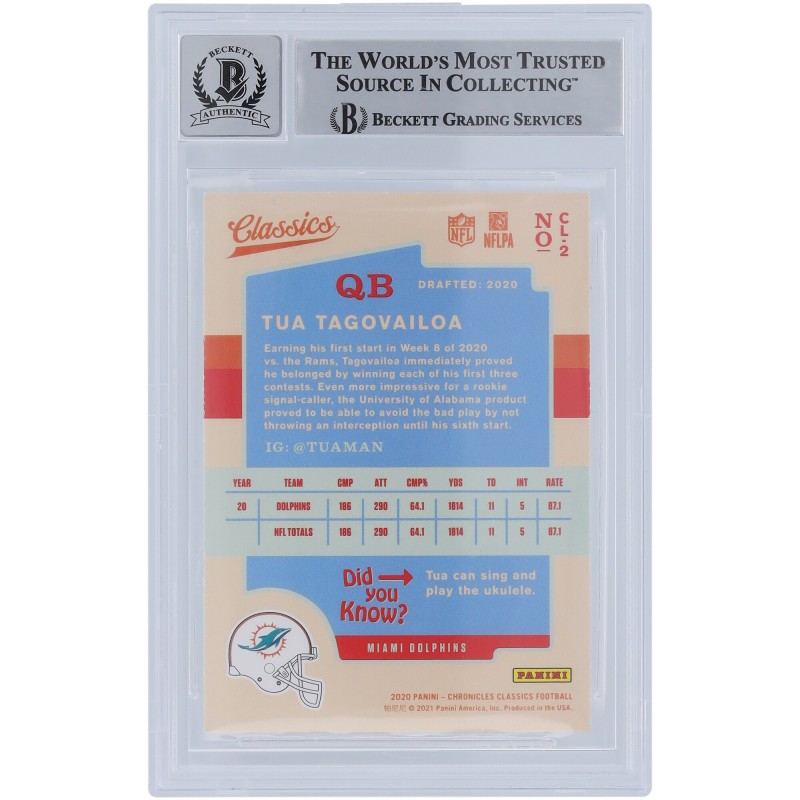 BECKETT
B
AUTHENTIC
THE WORLD'S MOST TRUSTED
SOURCE IN COLLECTING™
B BECKETT GRADING SERVICES
Classics
NFL
NFLPA
NO
CL-2
QB DRAFTED: 2020
TUA TAGOVAILOA
Earning his first start in Week 8 of 2020
vs. the Rams, Tagovailoa immediately proved
he belonged by winning each of his first three
contests. Even more impressive for a rookie
signal-caller, the University of Alabama product
proved to be able to avoid the bad play by not
throwing an interception until his sixth start.
IG: @TUAMAN
YEAR TEAM CMP ATT CMP% YDS TD INT RATE
20 DOLPHINS 186 290 64.1 1814 11 5 87.1
NFL TOTALS 186 290 64.1 1814 11 5 87.1
Did you Know?
Tua can sing and
play the ukulele.
MIAMI DOLPHINS
PANINI
2020 PANINI – CHRONICLES CLASSICS FOOTBALL
帕尼尼 © 2021 Panini America, Inc. Produced in the USA.